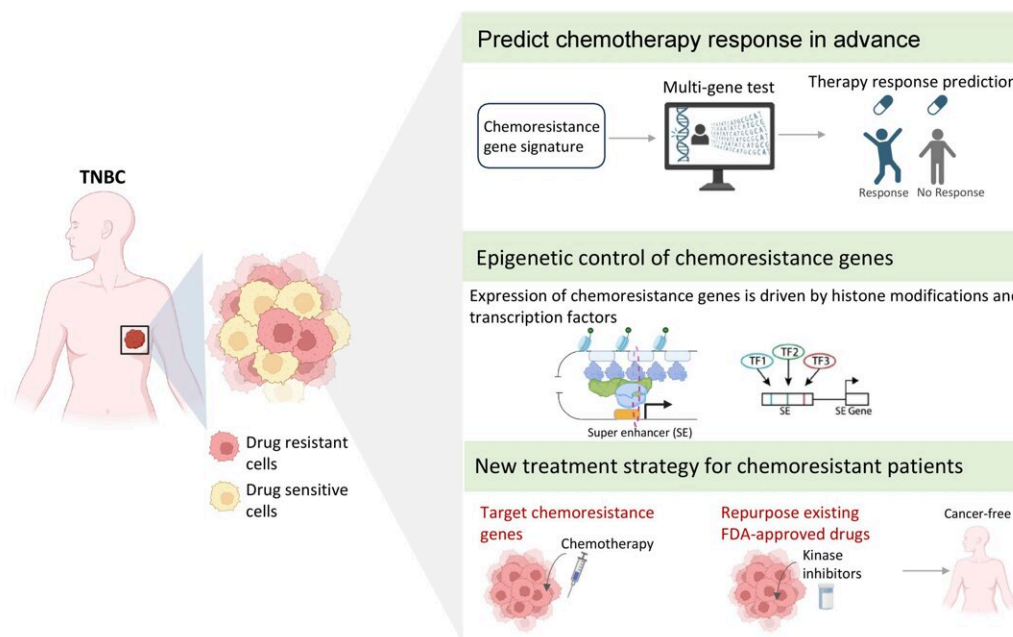 TNBC
Drug resistant
cells
Drug sensitive
cells
Predict chemotherapy response in advance
Chemoresistance
gene signature
Multi-gene test
Therapy response prediction
Response
No Response
Epigenetic control of chemoresistance genes
Expression of chemoresistance genes is driven by histone modifications and
transcription factors
Super enhancer (SE)
TF1
TF2
TF3
SE
SE Gene
New treatment strategy for chemoresistant patients
Target chemoresistance
genes
Chemotherapy
Repurpose existing
FDA-approved drugs
Kinase
inhibitors
Cancer-free